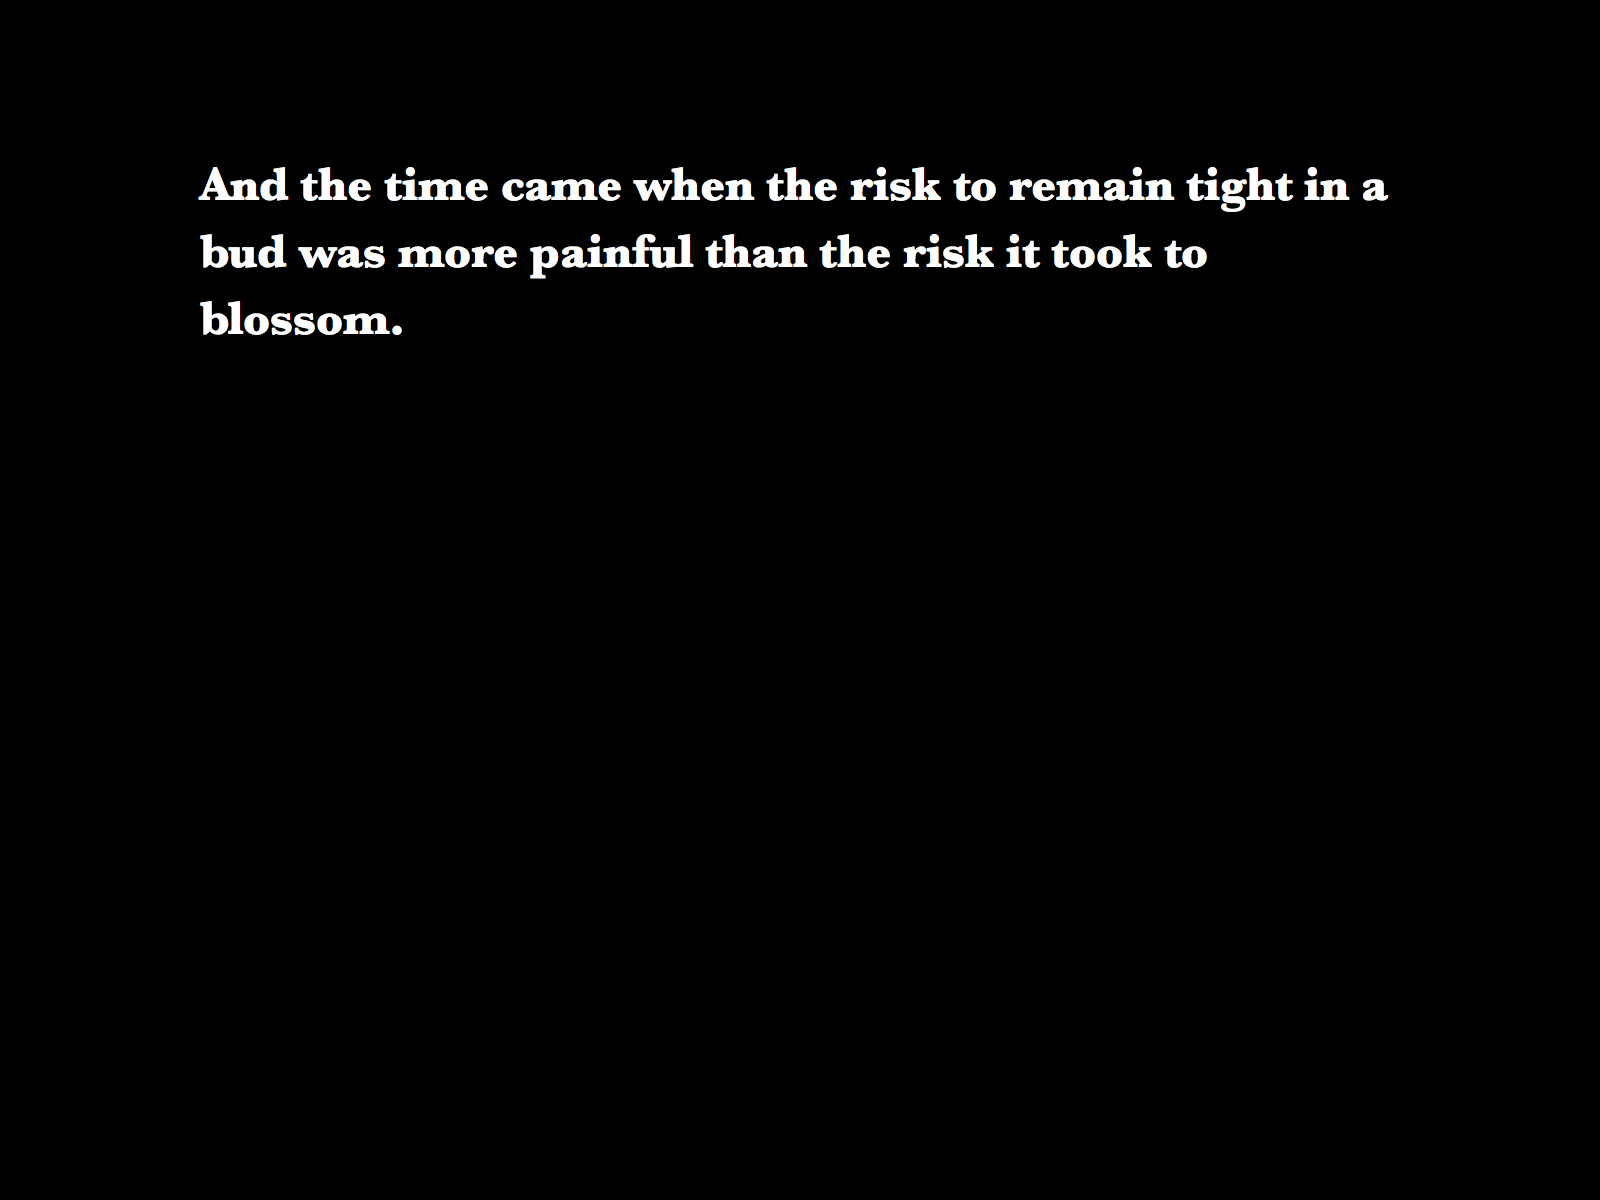 And the time came when the risk to remain tight in a
bud was more painful than the risk it took to
blossom.